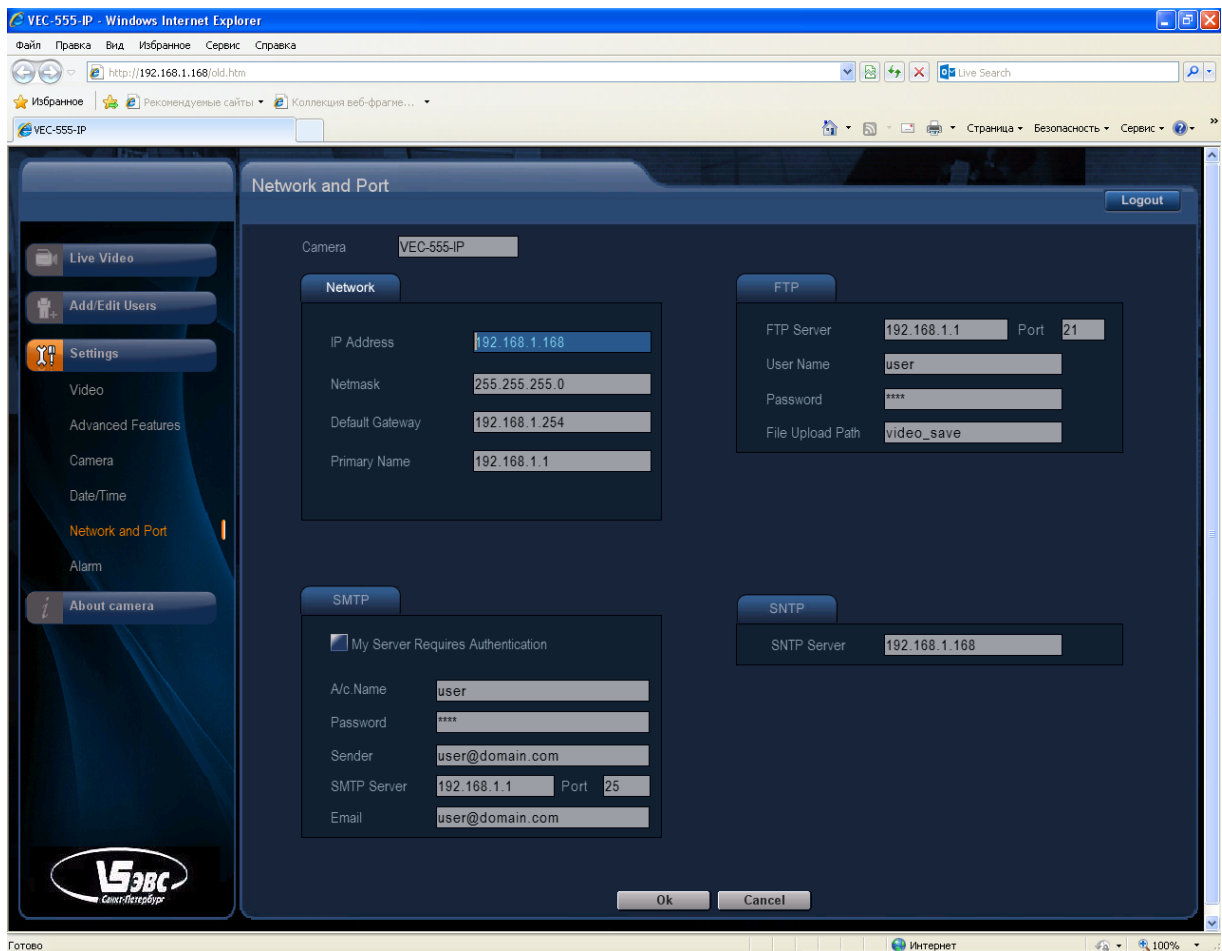 VEC-555-IP - Windows Internet Explorer
Файл Правка Вид Избранное Сервис Справка
http://192.168.1.168/old.htm
Live Search
Избранное Рекомендуемые сайты Коллекция веб-фрагме...
VEC-555-IP
Страница Безопасность Сервис
Network and Port
Logout
Live Video
Add/Edit Users
Settings
Video
Advanced Features
Camera
Date/Time
Network and Port
Alarm
About camera
Camera VEC-555-IP
Network
IP Address 192.168.1.168
Netmask 255.255.255.0
Default Gateway 192.168.1.254
Primary Name 192.168.1.1
FTP
FTP Server 192.168.1.1 Port 21
User Name user
Password ****
File Upload Path video_save
SMTP
My Server Requires Authentication
A/c.Name user
Password ****
Sender user@domain.com
SMTP Server 192.168.1.1 Port 25
Email user@domain.com
SNTP
SNTP Server 192.168.1.168
ЭВС
Санкт-Петербург
Ok Cancel
Готово Интернет 100%